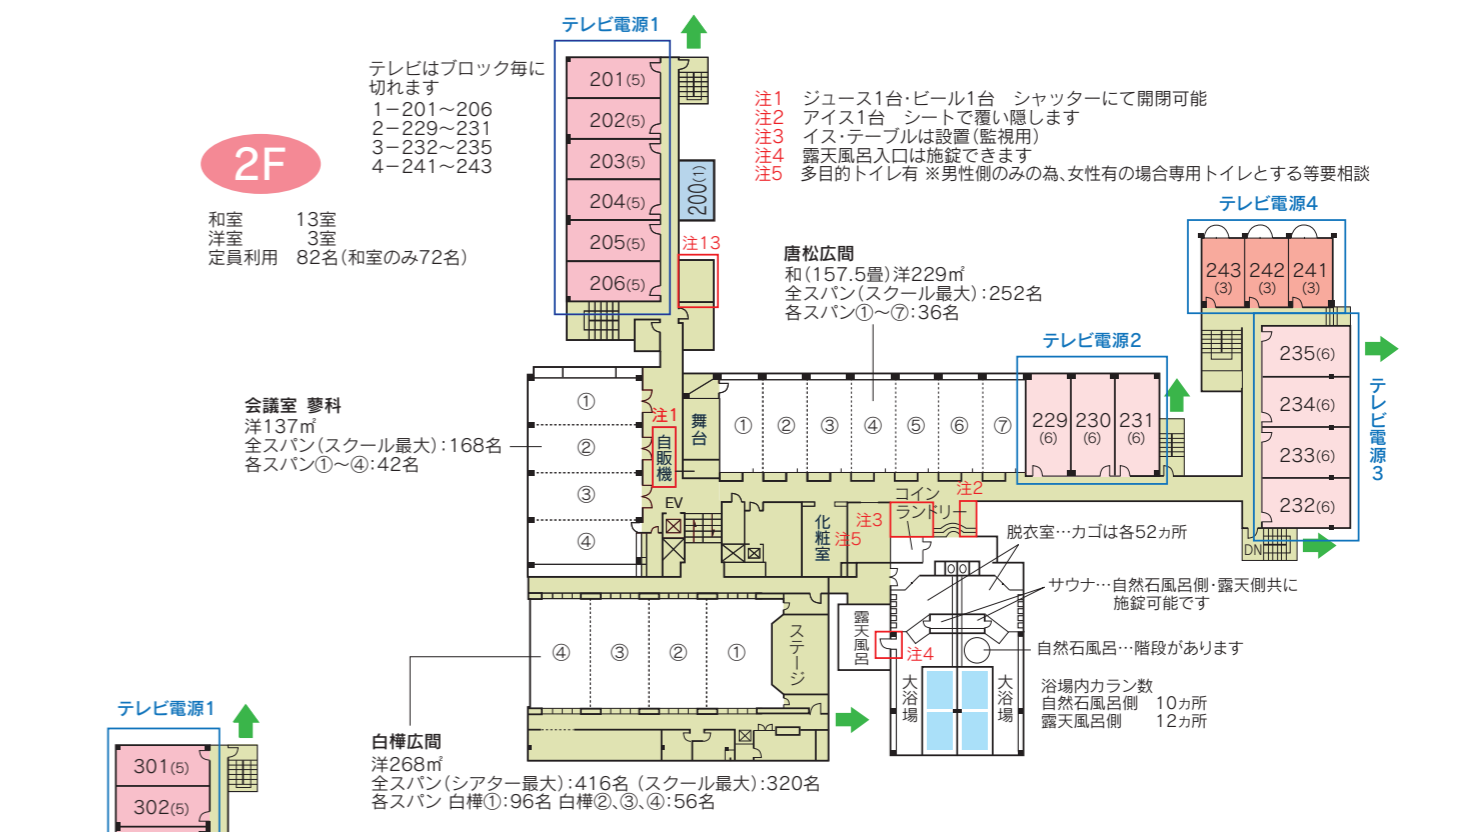 テレビ電源1
テレビはブロック毎に
切れます
1－201～206
2－229～231
3－232～235
4－241～243
2F
和室　13室
洋室　3室
定員利用　82名(和室のみ72名)
201(5)
202(5)
203(5)
204(5)
205(5)
206(5)
200(1)
注13
注1　ジュース1台・ビール1台　シャッターにて開閉可能
注2　アイス1台　シートで覆い隠します
注3　イス・テーブルは設置(監視用)
注4　露天風呂入口は施錠できます
注5　多目的トイレ有 ※男性側のみの為、女性有の場合専用トイレとする等要相談
テレビ電源4
243(3)
242(3)
241(3)
唐松広間
和(157.5畳)洋229㎡
全スパン(スクール最大)：252名
各スパン①～⑦：36名
テレビ電源2
229(6)
230(6)
231(6)
235(6)
234(6)
233(6)
232(6)
テレビ電源3
DN
会議室 蓼科
洋137㎡
全スパン(スクール最大)：168名
各スパン①～④：42名
①
②
③
④
注1
自販機
舞台
①
②
③
④
⑤
⑥
⑦
EV
化粧室
注5
注3
コイン
ランドリー
注2
脱衣室…カゴは各52ヵ所
サウナ…自然石風呂側・露天側共に
施錠可能です
自然石風呂…階段があります
浴場内カラン数
自然石風呂側　10ヵ所
露天風呂側　12ヵ所
露天風呂
注4
大浴場
大浴場
④
③
②
①
ステージ
白樺広間
洋268㎡
全スパン(シアター最大)：416名 (スクール最大)：320名
各スパン 白樺①：96名 白樺②、③、④：56名
テレビ電源1
301(5)
302(5)